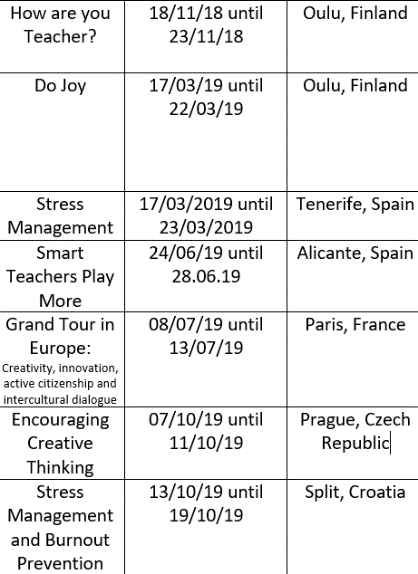 How are you 18/11/18 until Oulu, Finland
Teacher? 23/11/18
Do Joy 17/03/19 until Oulu, Finland
22/03/19
Stress 17/03/2019 until Tenerife, Spain
Management 23/03/2019
Smart 24/06/19 until Alicante, Spain
Teachers Play 28.06.19
More
Grand Tour in 08/07/19 until Paris, France
Europe: 13/07/19
Creativity, innovation,
active citizenship and
intercultural dialogue
Encouraging 07/10/19 until Prague, Czech
Creative 11/10/19 Republic
Thinking
Stress 13/10/19 until Split, Croatia
Management 19/10/19
and Burnout
Prevention